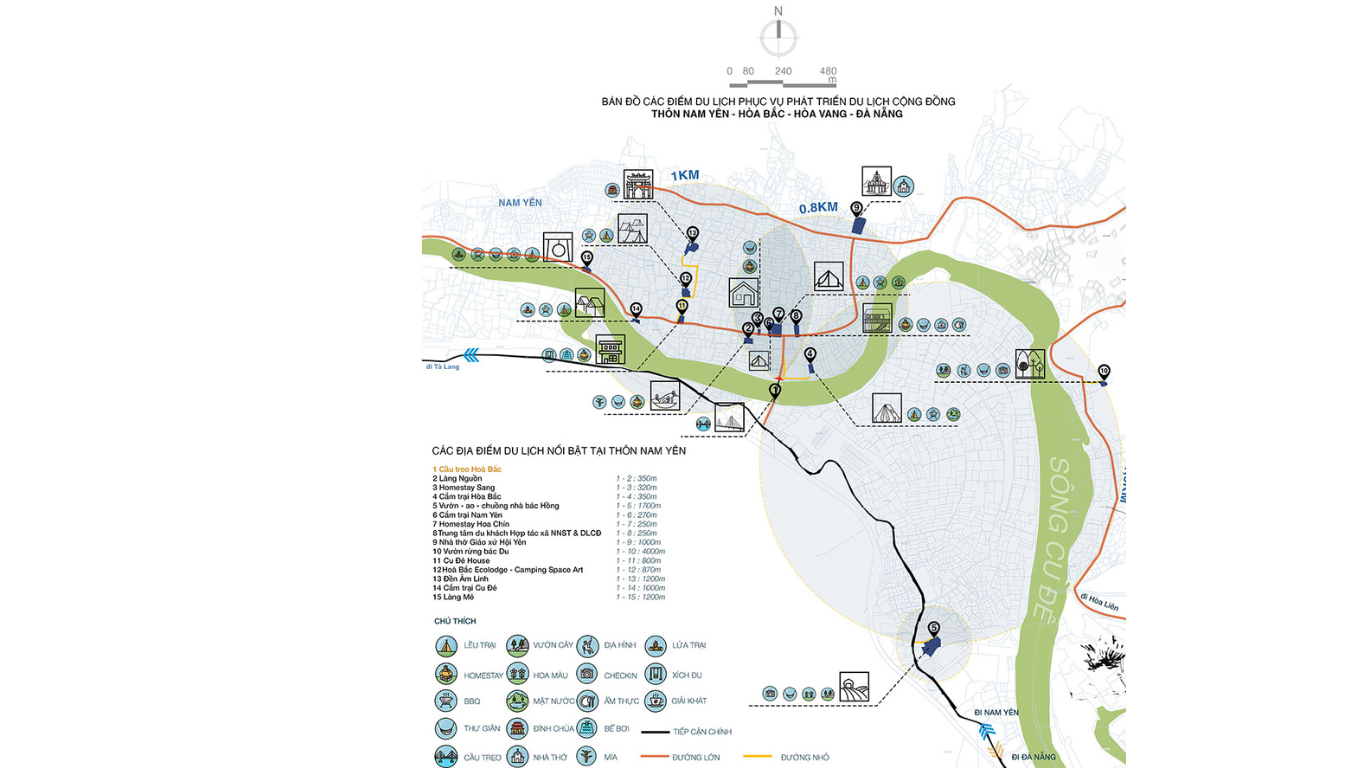 N
0 80 240 480
m
BẢN ĐỒ CÁC ĐIỂM DU LỊCH PHỤC VỤ PHÁT TRIỂN DU LỊCH CỘNG ĐỒNG
THÔN NAM YÊN - HÒA BẮC - HÒA VANG - ĐÀ NẴNG
1KM
NAM YÊN
0.8KM
9
13
15
12
11
14
3
6
7
8
2
4
10
1
đi Tà Lang
SÔNG CU ĐÊ
đi Hòa Liên
5
ĐI NAM YÊN
ĐI ĐÀ NẴNG
CÁC ĐỊA ĐIỂM DU LỊCH NỔI BẬT TẠI THÔN NAM YÊN
1 Cầu treo Hoà Bắc
2 Làng Nguồn 1 - 2 : 350m
3 Homestay Sang 1 - 3 : 320m
4 Cắm trại Hòa Bắc 1 - 4 : 350m
5 Vườn - ao - chuồng nhà bác Hồng 1 - 5 : 1700m
6 Cắm trại Nam Yên 1 - 6 : 270m
7 Homestay Hoa Chín 1 - 7 : 250m
8 Trung tâm du khách Hợp tác xã NNST & DLCĐ 1 - 8 : 250m
9 Nhà thờ Giáo xứ Hội Yên 1 - 9 : 1000m
10 Vườn rừng bác Du 1 - 10 : 4000m
11 Cu Đê House 1 - 11 : 800m
12 Hoà Bắc Ecolodge - Camping Space Art 1 - 12 : 870m
13 Đền Âm Linh 1 - 13 : 1200m
14 Cắm trại Cu Đê 1 - 14 : 1000m
15 Làng Mê 1 - 15 : 1200m
CHÚ THÍCH
LỀU TRẠI VƯỜN CÂY ĐỊA HÌNH LỬA TRẠI
HOMESTAY HOA MÀU CHECKIN XÍCH ĐU
BBQ MẶT NƯỚC ẨM THỰC GIẢI KHÁT
THƯ GIÃN ĐÌNH CHÙA BỂ BƠI TIẾP CẬN CHÍNH
CẦU TREO NHÀ THỜ MÍA ĐƯỜNG LỚN ĐƯỜNG NHỎ